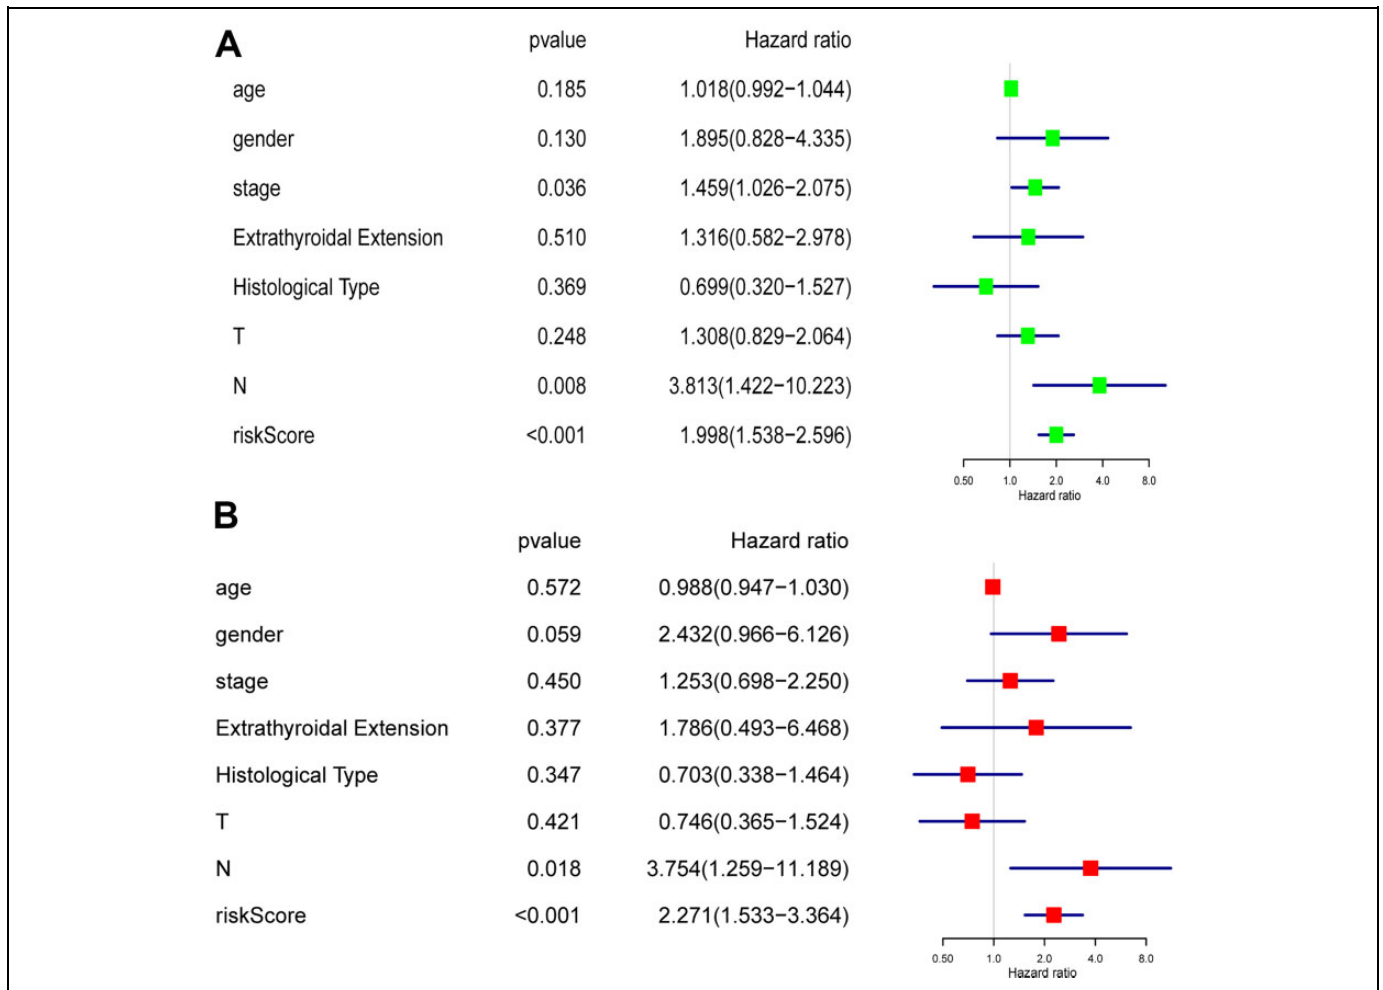 A
pvalue Hazard ratio
age 0.185 1.018(0.992−1.044)
gender 0.130 1.895(0.828−4.335)
stage 0.036 1.459(1.026−2.075)
Extrathyroidal Extension 0.510 1.316(0.582−2.978)
Histological Type 0.369 0.699(0.320−1.527)
T 0.248 1.308(0.829−2.064)
N 0.008 3.813(1.422−10.223)
riskScore <0.001 1.998(1.538−2.596)
0.50 1.0 2.0 4.0 8.0
Hazard ratio
B
pvalue Hazard ratio
age 0.572 0.988(0.947−1.030)
gender 0.059 2.432(0.966−6.126)
stage 0.450 1.253(0.698−2.250)
Extrathyroidal Extension 0.377 1.786(0.493−6.468)
Histological Type 0.347 0.703(0.338−1.464)
T 0.421 0.746(0.365−1.524)
N 0.018 3.754(1.259−11.189)
riskScore <0.001 2.271(1.533−3.364)
0.50 1.0 2.0 4.0 8.0
Hazard ratio